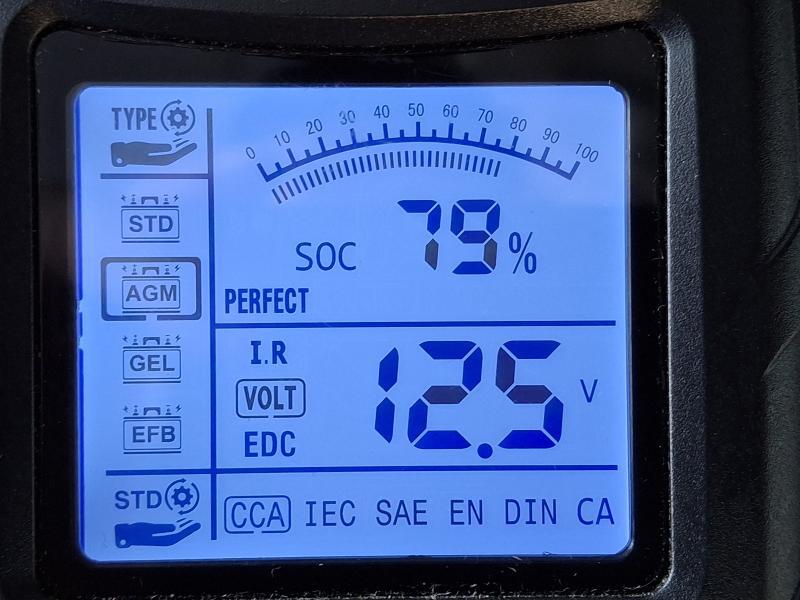 TYPE
0 10 20 30 40 50 60 70 80 90 100
STD
AGM
GEL
EFB
STD
SOC 79%
PERFECT
I.R
VOLT
EDC
12.5 V
CCA IEC SAE EN DIN CA